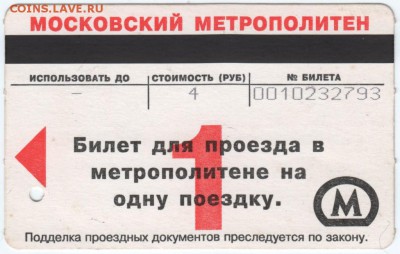 COINS.LAVE.RU
МОСКОВСКИЙ МЕТРОПОЛИТЕН
ИСПОЛЬЗОВАТЬ ДО СТОИМОСТЬ (РУБ) № БИЛЕТА
– 4 0010232793
1
Билет для проезда в
метрополитене на
одну поездку.
М
Подделка проездных документов преследуется по закону.